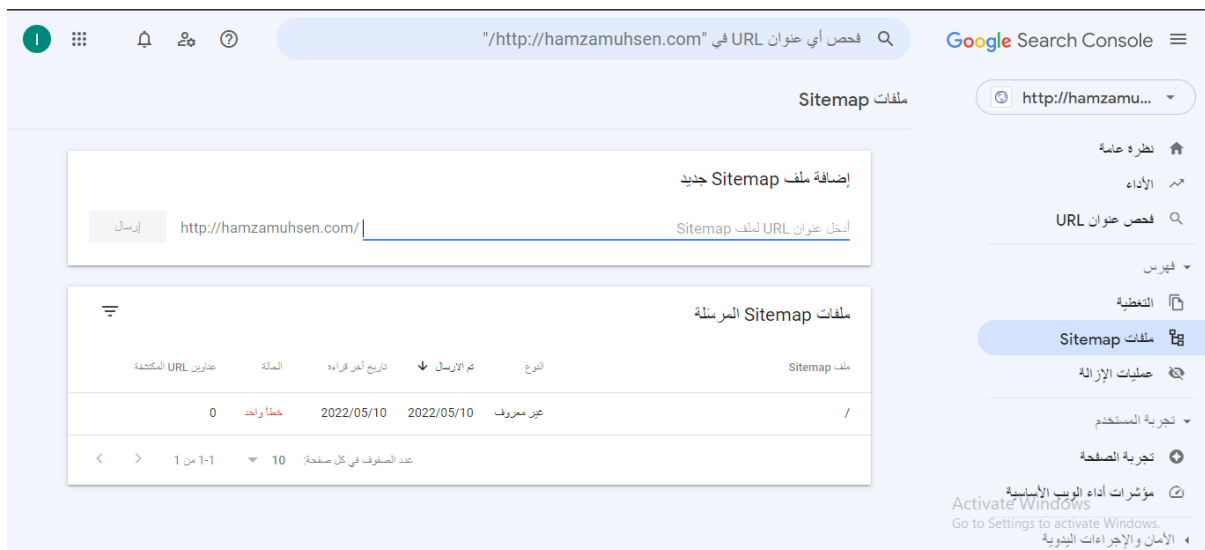 Google Search Console
فحص أي عنوان URL في "http://hamzamuhsen.com/"
I
http://hamzamu...
ملفات Sitemap
نظرة عامة
الأداء
فحص عنوان URL
فهرس
التغطية
ملفات Sitemap
عمليات الإزالة
تجربة المستخدم
تجربة الصفحة
مؤشرات أداء الويب الأساسية
الأمان والإجراءات اليدوية
إضافة ملف Sitemap جديد
أدخل عنوان URL لملف Sitemap
http://hamzamuhsen.com/
إرسال
ملفات Sitemap المرسَلة
ملف Sitemap النوع تم الإرسال تاريخ آخر قراءة الحالة عناوين URL المكتشفة
/ غير معروف 2022/05/10 2022/05/10 خطأ واحد 0
عدد الصفوف في كل صفحة: 10 1-1 من 1
Activate Windows
Go to Settings to activate Windows.